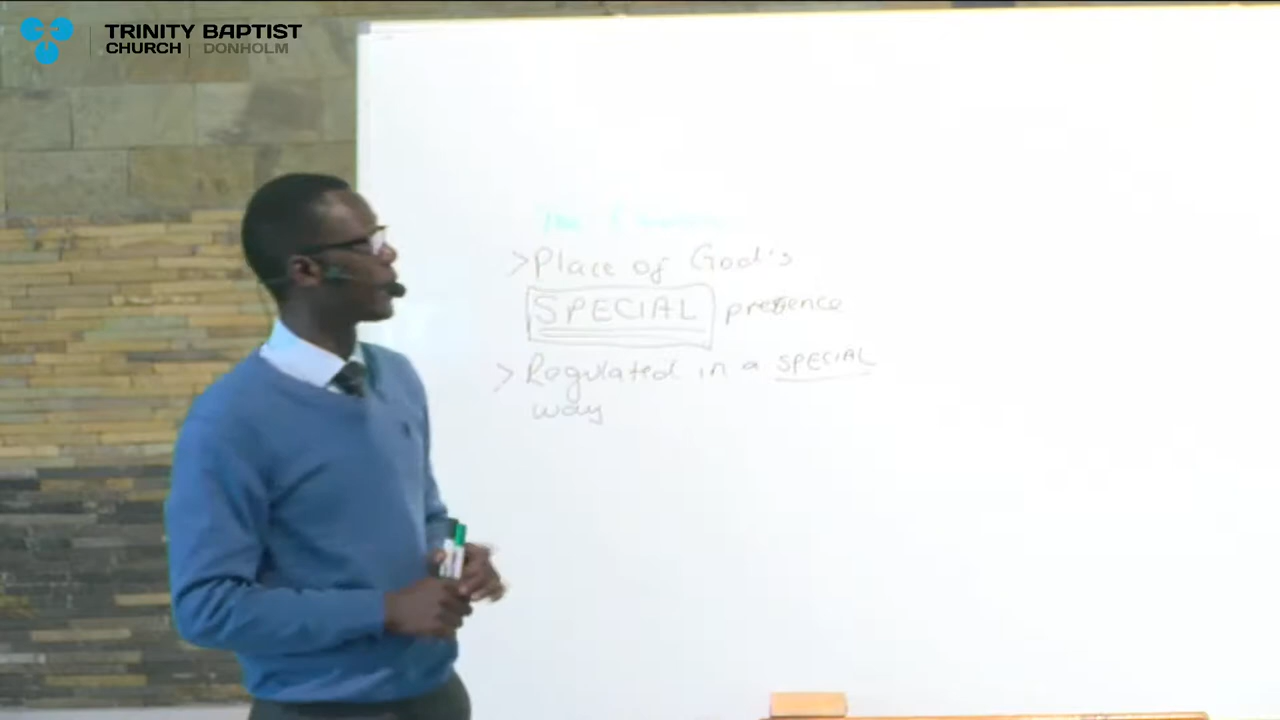 TRINITY BAPTIST
CHURCH | DONHOLM
>Place of God's
SPECIAL presence
> Regulated in a SPECIAL
way